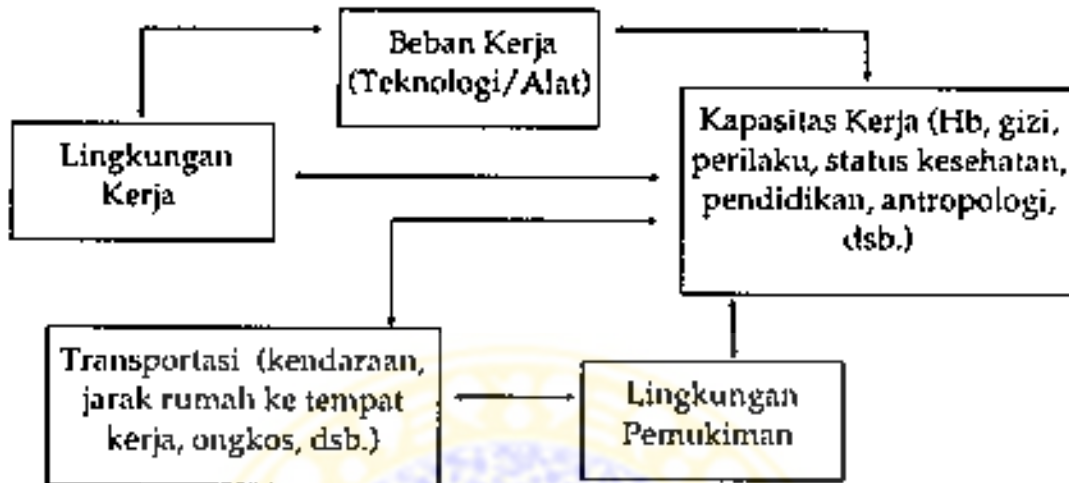 Beban Kerja
(Teknologi/Alat)
Lingkungan
Kerja
Kapasitas Kerja (Hb, gizi,
perilaku, status kesehatan,
pendidikan, antropologi,
dsb.)
Transportasi (kendaraan,
jarak rumah ke tempat
kerja, ongkos, dsb.)
Lingkungan
Pemukiman